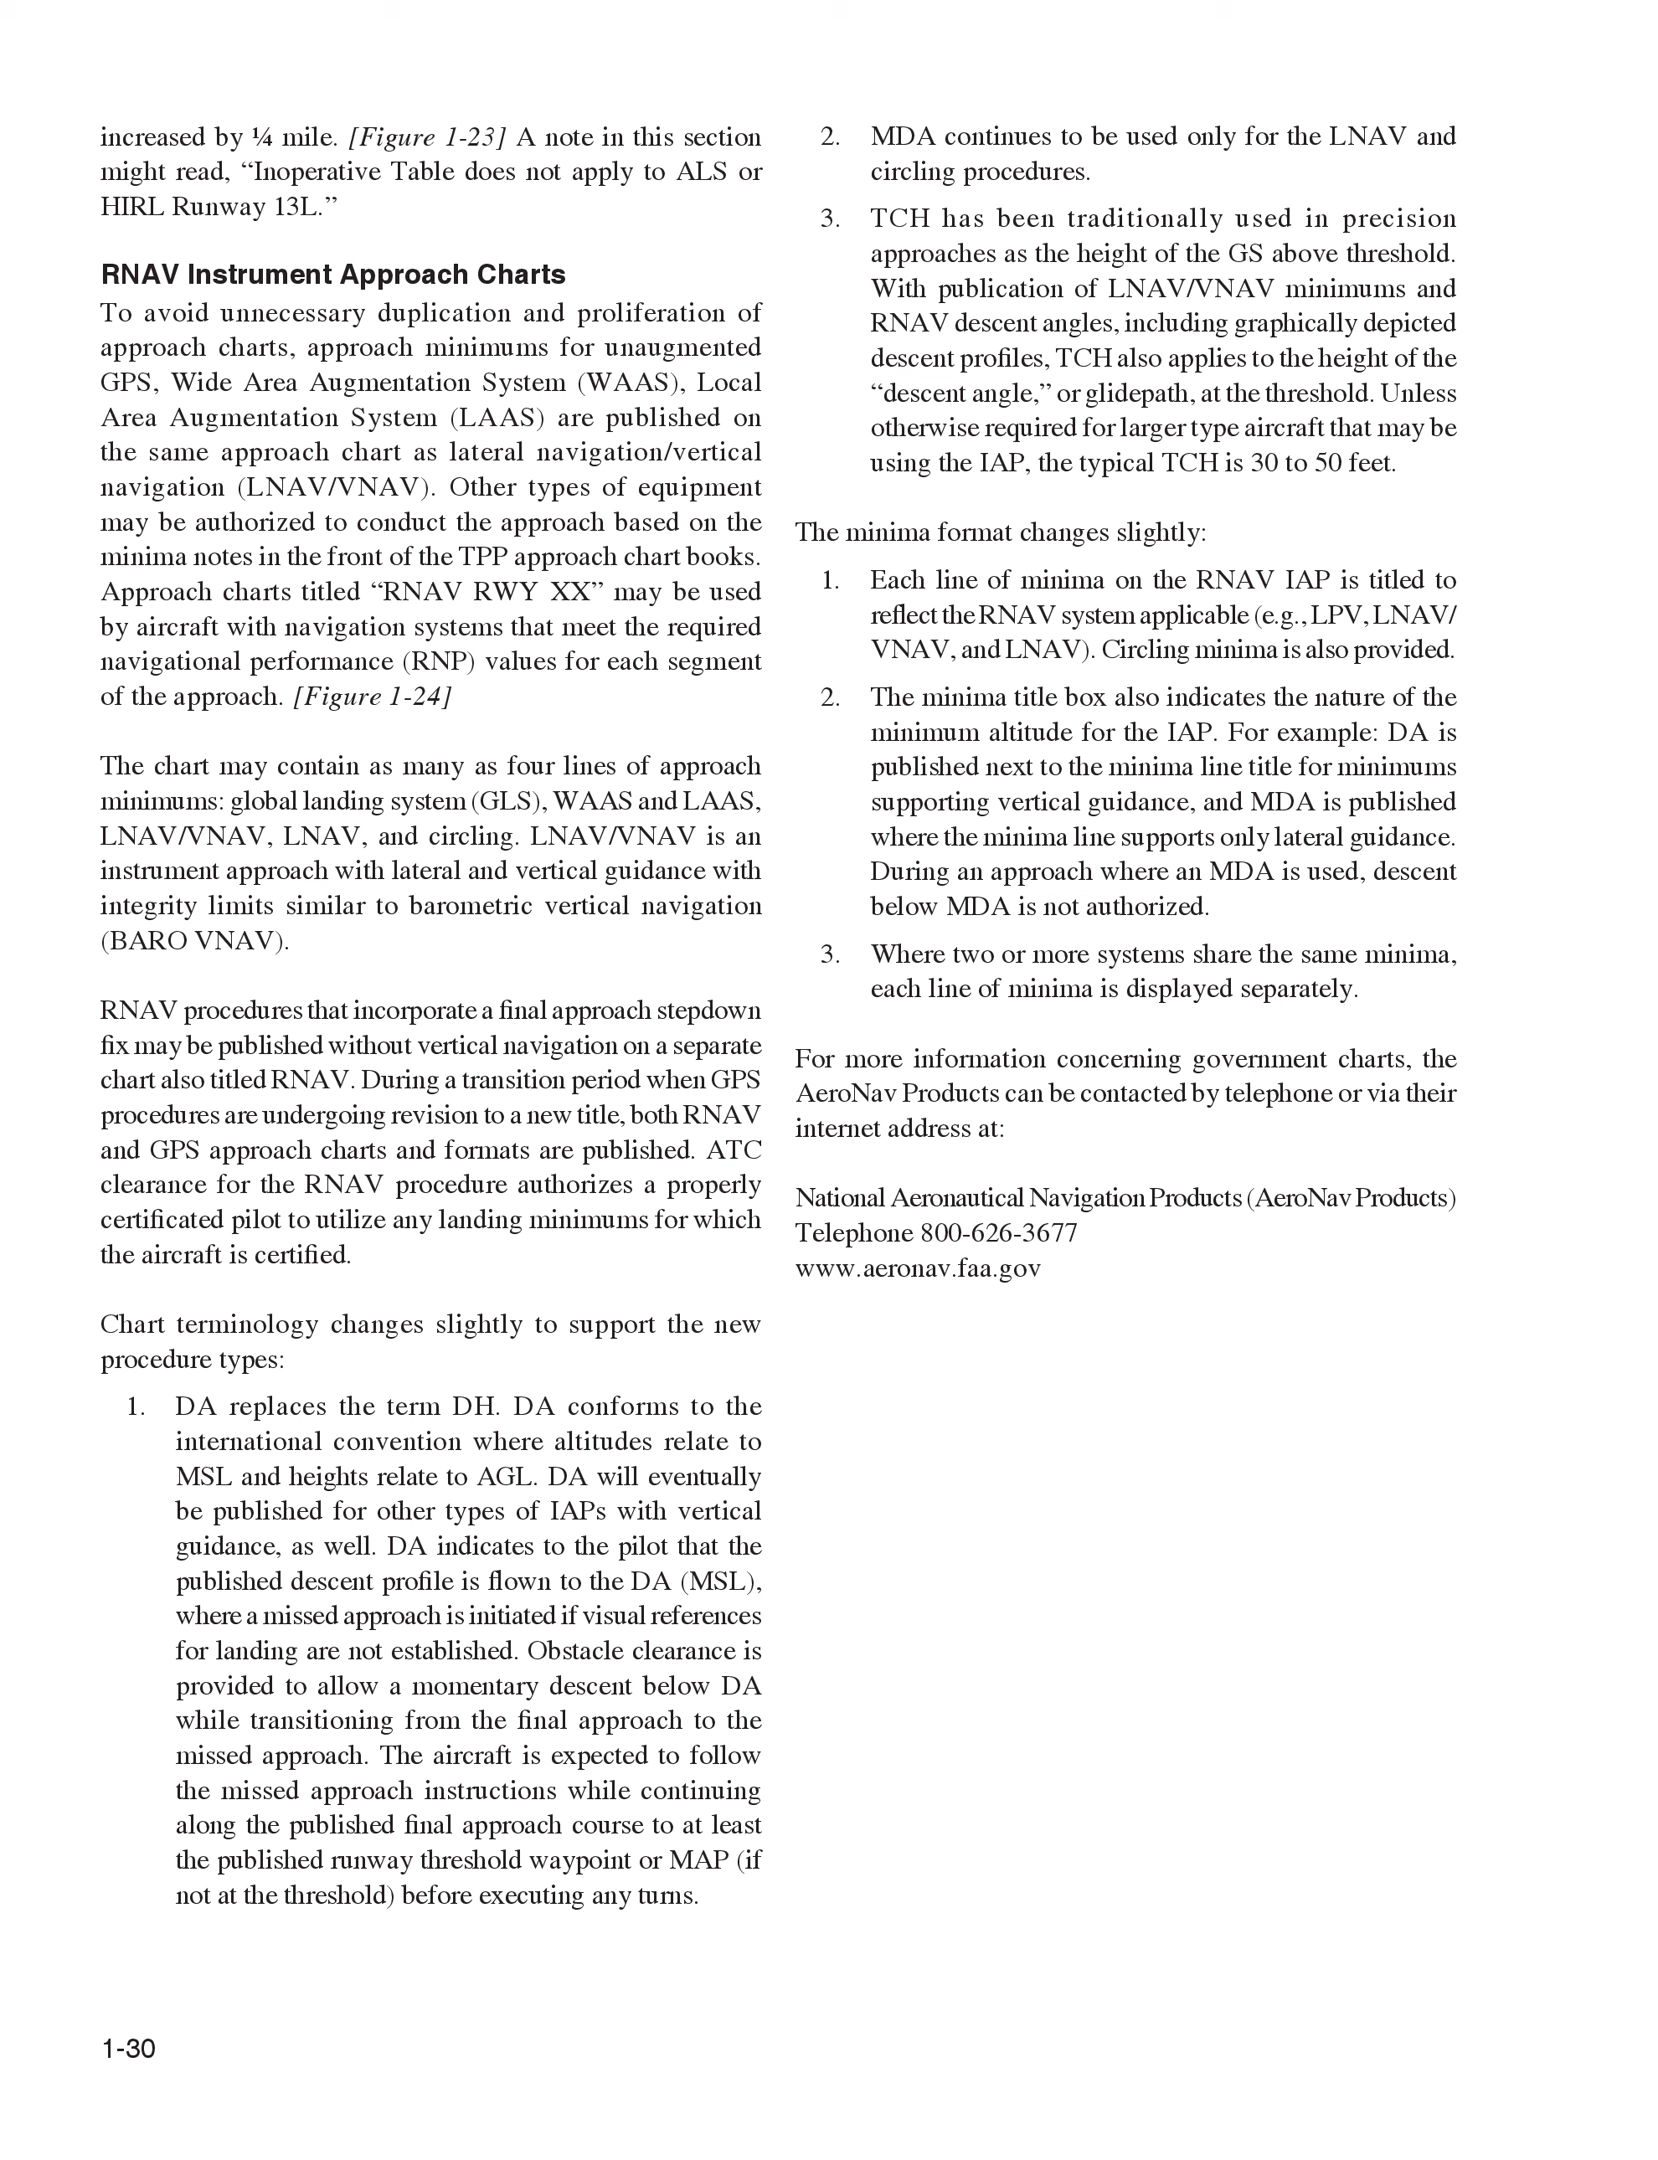 increased by ¼ mile. [Figure 1-23] A note in this section
might read, “Inoperative Table does not apply to ALS or
HIRL Runway 13L.”
RNAV Instrument Approach Charts
To avoid unnecessary duplication and proliferation of
approach charts, approach minimums for unaugmented
GPS, Wide Area Augmentation System (WAAS), Local
Area Augmentation System (LAAS) are published on
the same approach chart as lateral navigation/vertical
navigation (LNAV/VNAV). Other types of equipment
may be authorized to conduct the approach based on the
minima notes in the front of the TPP approach chart books.
Approach charts titled “RNAV RWY XX” may be used
by aircraft with navigation systems that meet the required
navigational performance (RNP) values for each segment
of the approach. [Figure 1-24]
The chart may contain as many as four lines of approach
minimums: global landing system (GLS), WAAS and LAAS,
LNAV/VNAV, LNAV, and circling. LNAV/VNAV is an
instrument approach with lateral and vertical guidance with
integrity limits similar to barometric vertical navigation
(BARO VNAV).
RNAV procedures that incorporate a final approach stepdown
fix may be published without vertical navigation on a separate
chart also titled RNAV. During a transition period when GPS
procedures are undergoing revision to a new title, both RNAV
and GPS approach charts and formats are published. ATC
clearance for the RNAV procedure authorizes a properly
certificated pilot to utilize any landing minimums for which
the aircraft is certified.
Chart terminology changes slightly to support the new
procedure types:
1. DA replaces the term DH. DA conforms to the
international convention where altitudes relate to
MSL and heights relate to AGL. DA will eventually
be published for other types of IAPs with vertical
guidance, as well. DA indicates to the pilot that the
published descent profile is flown to the DA (MSL),
where a missed approach is initiated if visual references
for landing are not established. Obstacle clearance is
provided to allow a momentary descent below DA
while transitioning from the final approach to the
missed approach. The aircraft is expected to follow
the missed approach instructions while continuing
along the published final approach course to at least
the published runway threshold waypoint or MAP (if
not at the threshold) before executing any turns.
2. MDA continues to be used only for the LNAV and
circling procedures.
3. TCH has been traditionally used in precision
approaches as the height of the GS above threshold.
With publication of LNAV/VNAV minimums and
RNAV descent angles, including graphically depicted
descent profiles, TCH also applies to the height of the
“descent angle,” or glidepath, at the threshold. Unless
otherwise required for larger type aircraft that may be
using the IAP, the typical TCH is 30 to 50 feet.
The minima format changes slightly:
1. Each line of minima on the RNAV IAP is titled to
reflect the RNAV system applicable (e.g., LPV, LNAV/
VNAV, and LNAV). Circling minima is also provided.
2. The minima title box also indicates the nature of the
minimum altitude for the IAP. For example: DA is
published next to the minima line title for minimums
supporting vertical guidance, and MDA is published
where the minima line supports only lateral guidance.
During an approach where an MDA is used, descent
below MDA is not authorized.
3. Where two or more systems share the same minima,
each line of minima is displayed separately.
For more information concerning government charts, the
AeroNav Products can be contacted by telephone or via their
internet address at:
National Aeronautical Navigation Products (AeroNav Products)
Telephone 800-626-3677
www.aeronav.faa.gov
1-30